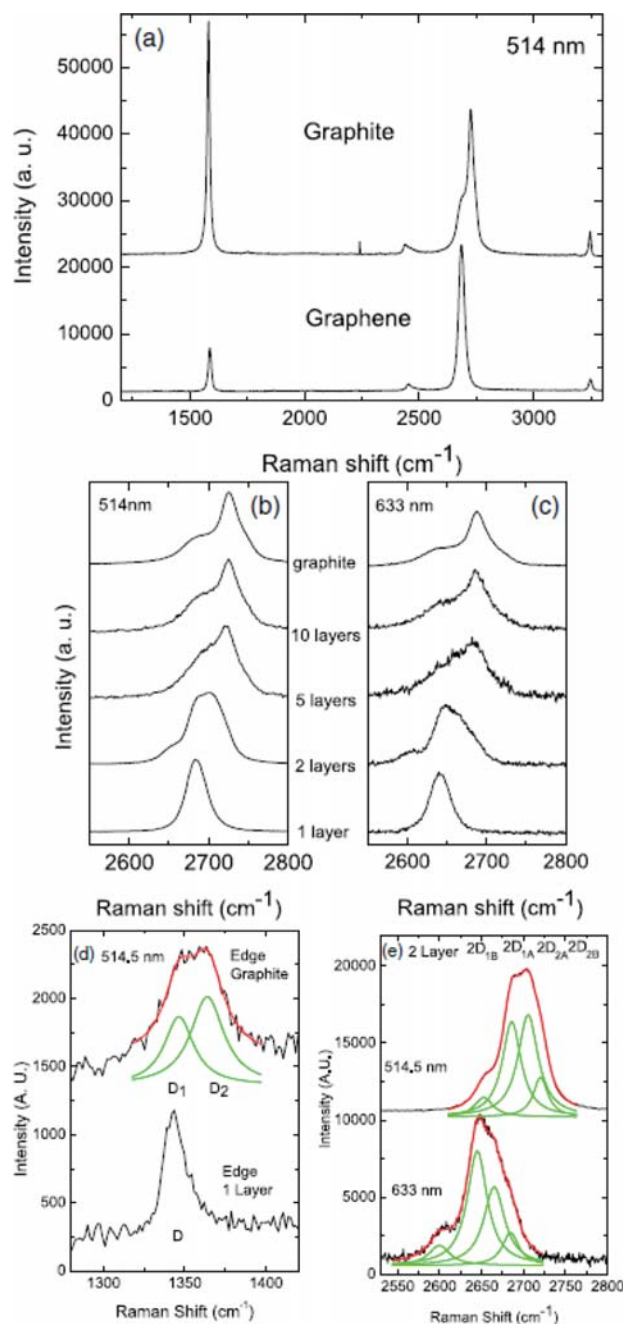 (a)
514 nm
Graphite
Graphene
Intensity (a. u.)
50000
40000
30000
20000
10000
0
1500 2000 2500 3000
Raman shift (cm-1)
514nm (b)
633 nm (c)
graphite
10 layers
5 layers
2 layers
1 layer
Intensity (a. u.)
2600 2700 2800
2600 2700 2800
Raman shift (cm-1)
Raman shift (cm-1)
(d) 514.5 nm
Edge
Graphite
D1 D2
Edge
1 Layer
D
Intensity (A. U.)
2500
2000
1500
1000
500
0
1300 1350 1400
Raman Shift (cm-1)
(e) 2 Layer 2D1B 2D1A 2D2A 2D2B
514.5 nm
633 nm
Intensity (A.U.)
20000
15000
10000
5000
0
2550 2600 2650 2700 2750 2800
Raman Shift (cm-1)